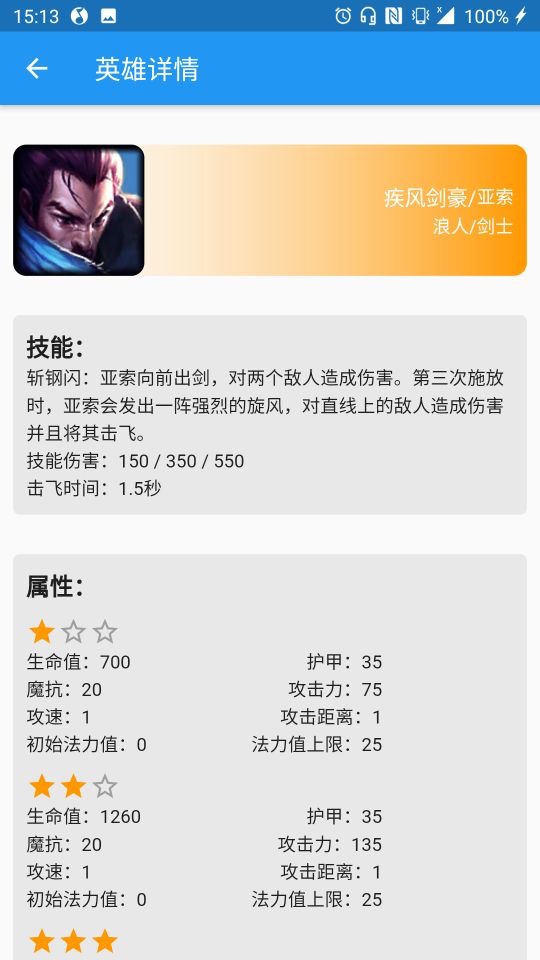 15:13
100%
英雄详情
疾风剑豪/亚索
浪人/剑士
技能：
斩钢闪：亚索向前出剑，对两个敌人造成伤害。第三次施放
时，亚索会发出一阵强烈的旋风，对直线上的敌人造成伤害
并且将其击飞。
技能伤害：150 / 350 / 550
击飞时间：1.5秒
属性：
生命值：700 护甲：35
魔抗：20 攻击力：75
攻速：1 攻击距离：1
初始法力值：0 法力值上限：25
生命值：1260 护甲：35
魔抗：20 攻击力：135
攻速：1 攻击距离：1
初始法力值：0 法力值上限：25